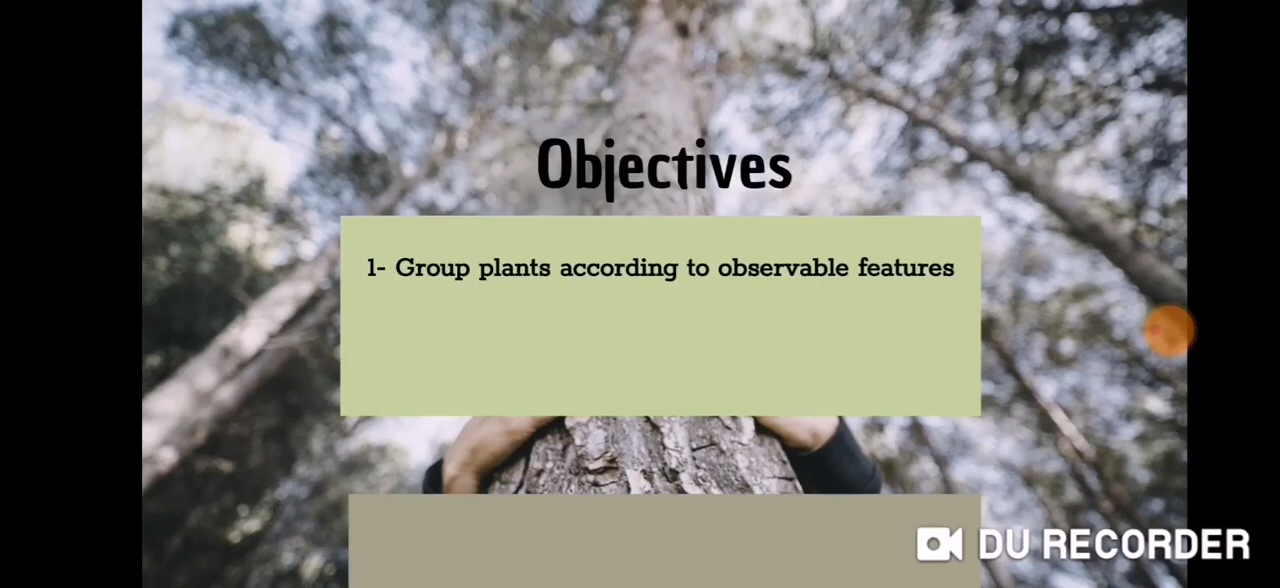 Objectives
1- Group plants according to observable features
DU RECORDER